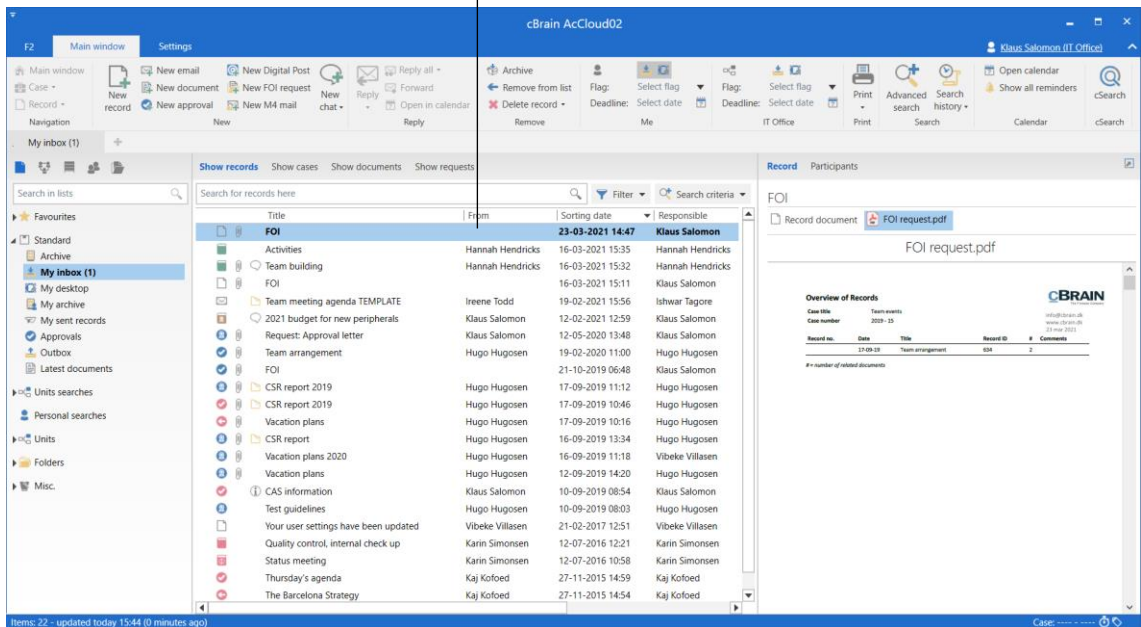 cBrain AcCloud02
F2 Main window Settings Klaus Salomon (IT Office)
Main window
Case
Record
Navigation
New record
New email
New document
New approval
New Digital Post
New FOI request
New M4 mail
New chat
New
Reply
Reply all
Forward
Open in calendar
Reply
Archive
Remove from list
Delete record
Remove
Flag: Select flag
Deadline: Select date
Me
Flag: Select flag
Deadline: Select date
IT Office
Print
Print
Advanced search
Search history
Search
Open calendar
Show all reminders
Calendar
cSearch
cSearch
My inbox (1) +
Search in lists
Favourites
Standard
Archive
My inbox (1)
My desktop
My archive
My sent records
Approvals
Outbox
Latest documents
Units searches
Personal searches
Units
Folders
Misc.
Show records Show cases Show documents Show requests
Search for records here Filter Search criteria
Title From Sorting date Responsible
FOI 23-03-2021 14:47 Klaus Salomon
Activities Hannah Hendricks 16-03-2021 15:35 Hannah Hendricks
Team building Hannah Hendricks 16-03-2021 15:32 Hannah Hendricks
FOI 16-03-2021 15:11 Klaus Salomon
Team meeting agenda TEMPLATE Ireene Todd 19-02-2021 15:56 Ishwar Tagore
2021 budget for new peripherals Klaus Salomon 12-02-2021 12:59 Klaus Salomon
Request: Approval letter Klaus Salomon 12-05-2020 13:48 Klaus Salomon
Team arrangement Hugo Hugosen 19-02-2020 11:00 Hugo Hugosen
FOI 21-10-2019 06:48 Klaus Salomon
CSR report 2019 Hugo Hugosen 17-09-2019 11:12 Hugo Hugosen
CSR report 2019 Hugo Hugosen 17-09-2019 10:46 Hugo Hugosen
Vacation plans Hugo Hugosen 17-09-2019 10:16 Hugo Hugosen
CSR report Hugo Hugosen 16-09-2019 13:34 Hugo Hugosen
Vacation plans 2020 Hugo Hugosen 16-09-2019 11:18 Vibeke Villasen
Vacation plans Hugo Hugosen 12-09-2019 14:20 Hugo Hugosen
CAS information Klaus Salomon 10-09-2019 08:54 Klaus Salomon
Test guidelines Hugo Hugosen 10-09-2019 08:03 Hugo Hugosen
Your user settings have been updated Vibeke Villasen 21-02-2017 12:51 Vibeke Villasen
Quality control, internal check up Karin Simonsen 12-07-2016 12:21 Karin Simonsen
Status meeting Karin Simonsen 12-07-2016 10:58 Karin Simonsen
Thursday's agenda Kaj Kofoed 27-11-2015 14:59 Kaj Kofoed
The Barcelona Strategy Kaj Kofoed 27-11-2015 14:54 Kaj Kofoed
Record Participants
FOI
Record document FOI request.pdf
FOI request.pdf
CBRAIN
Overview of Records
Case title Team events
Case number 2019 - 15
info@cbrain.dk
www.cbrain.dk
23 mar 2021
Record no. Date Title Record ID # Comments
17-09-19 Team arrangement 634 2
# = number of related documents
Items: 22 - updated today 15:44 (0 minutes ago) Case: ---- - ----